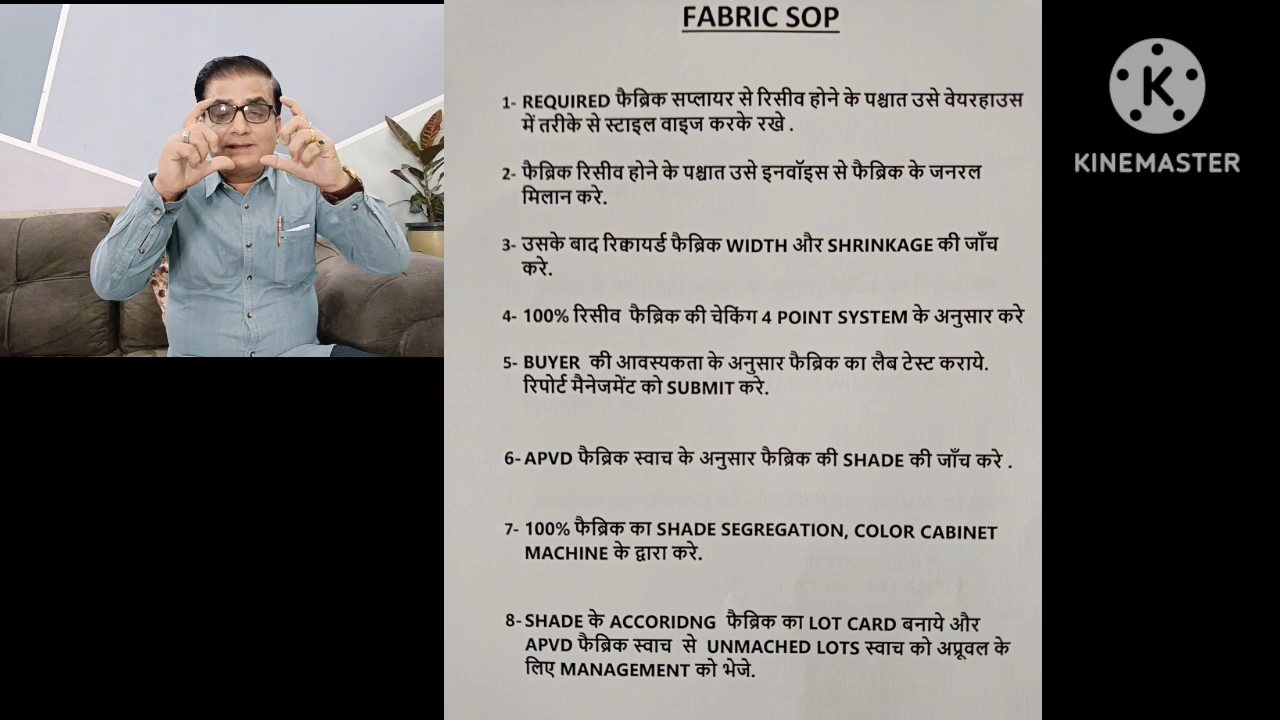 FABRIC SOP
1- REQUIRED फैब्रिक सप्लायर से रिसीव होने के पश्चात उसे वेयरहाउस
में तरीके से स्टाइल वाइज करके रखे .
2- फैब्रिक रिसीव होने के पश्चात उसे इनवॉइस से फैब्रिक के जनरल
मिलान करे.
3- उसके बाद रिक्वायर्ड फैब्रिक WIDTH और SHRINKAGE की जाँच
करे.
4- 100% रिसीव फैब्रिक की चेकिंग 4 POINT SYSTEM के अनुसार करे
5- BUYER की आवस्यकता के अनुसार फैब्रिक का लैब टेस्ट कराये.
रिपोर्ट मैनेजमेंट को SUBMIT करे.
6- APVD फैब्रिक स्वाच के अनुसार फैब्रिक की SHADE की जाँच करे .
7- 100% फैब्रिक का SHADE SEGREGATION, COLOR CABINET
MACHINE के द्वारा करे.
8- SHADE के ACCORIDNG फैब्रिक का LOT CARD बनाये और
APVD फैब्रिक स्वाच से UNMACHED LOTS स्वाच को अप्रूवल के
लिए MANAGEMENT को भेजे.
K
KINEMASTER